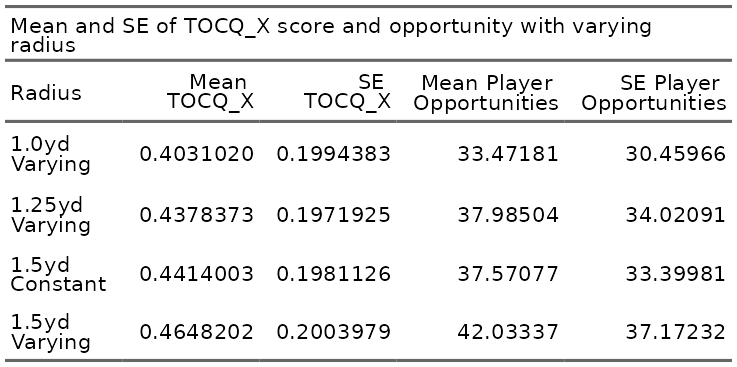 Mean and SE of TOCQ_X score and opportunity with varying
radius
Radius
Mean
TOCQ_X
SE
TOCQ_X
Mean Player
Opportunities
SE Player
Opportunities
1.0yd
Varying
0.4031020 0.1994383 33.47181 30.45966
1.25yd
Varying
0.4378373 0.1971925 37.98504 34.02091
1.5yd
Constant
0.4414003 0.1981126 37.57077 33.39981
1.5yd
Varying
0.4648202 0.2003979 42.03337 37.17232